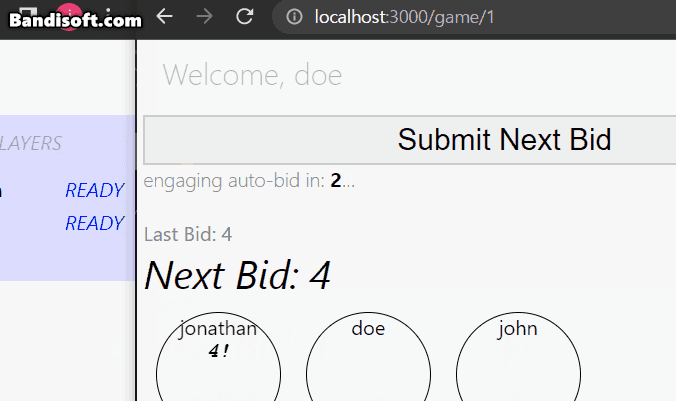 Bandisoft.com
localhost:3000/game/1
Welcome, doe
LAYERS
Submit Next Bid
READY
engaging auto-bid in: 2...
READY
Last Bid: 4
Next Bid: 4
jonathan
4!
doe
john